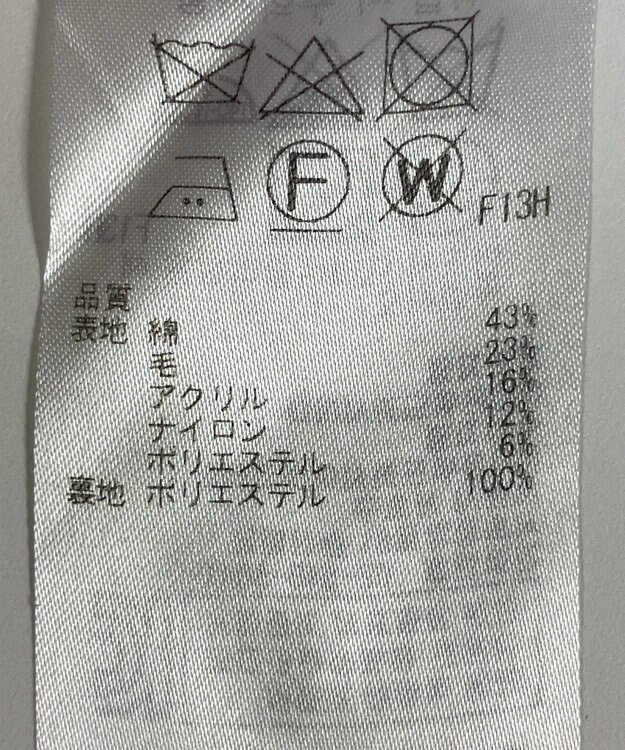 F W F13H
品質
表地 綿 43%
毛 23%
アクリル 16%
ナイロン 12%
ポリエステル 6%
裏地 ポリエステル 100%